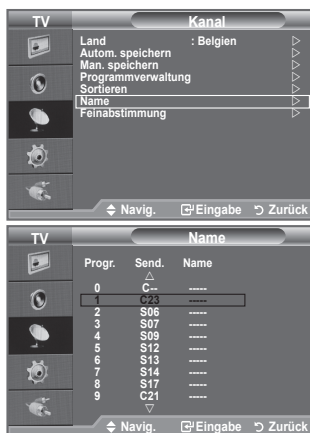 TV Kanal
Land : Belgien
Autom. speichern
Man. speichern
Programmverwaltung
Sortieren
Name
Feinabstimmung
Navig. Eingabe Zurück
TV Name
Progr. Send. Name
0 C-- -----
1 C23 -----
2 S06 -----
3 S07 -----
4 S09 -----
5 S12 -----
6 S13 -----
7 S14 -----
8 S17 -----
9 C21 -----
Navig. Eingabe Zurück